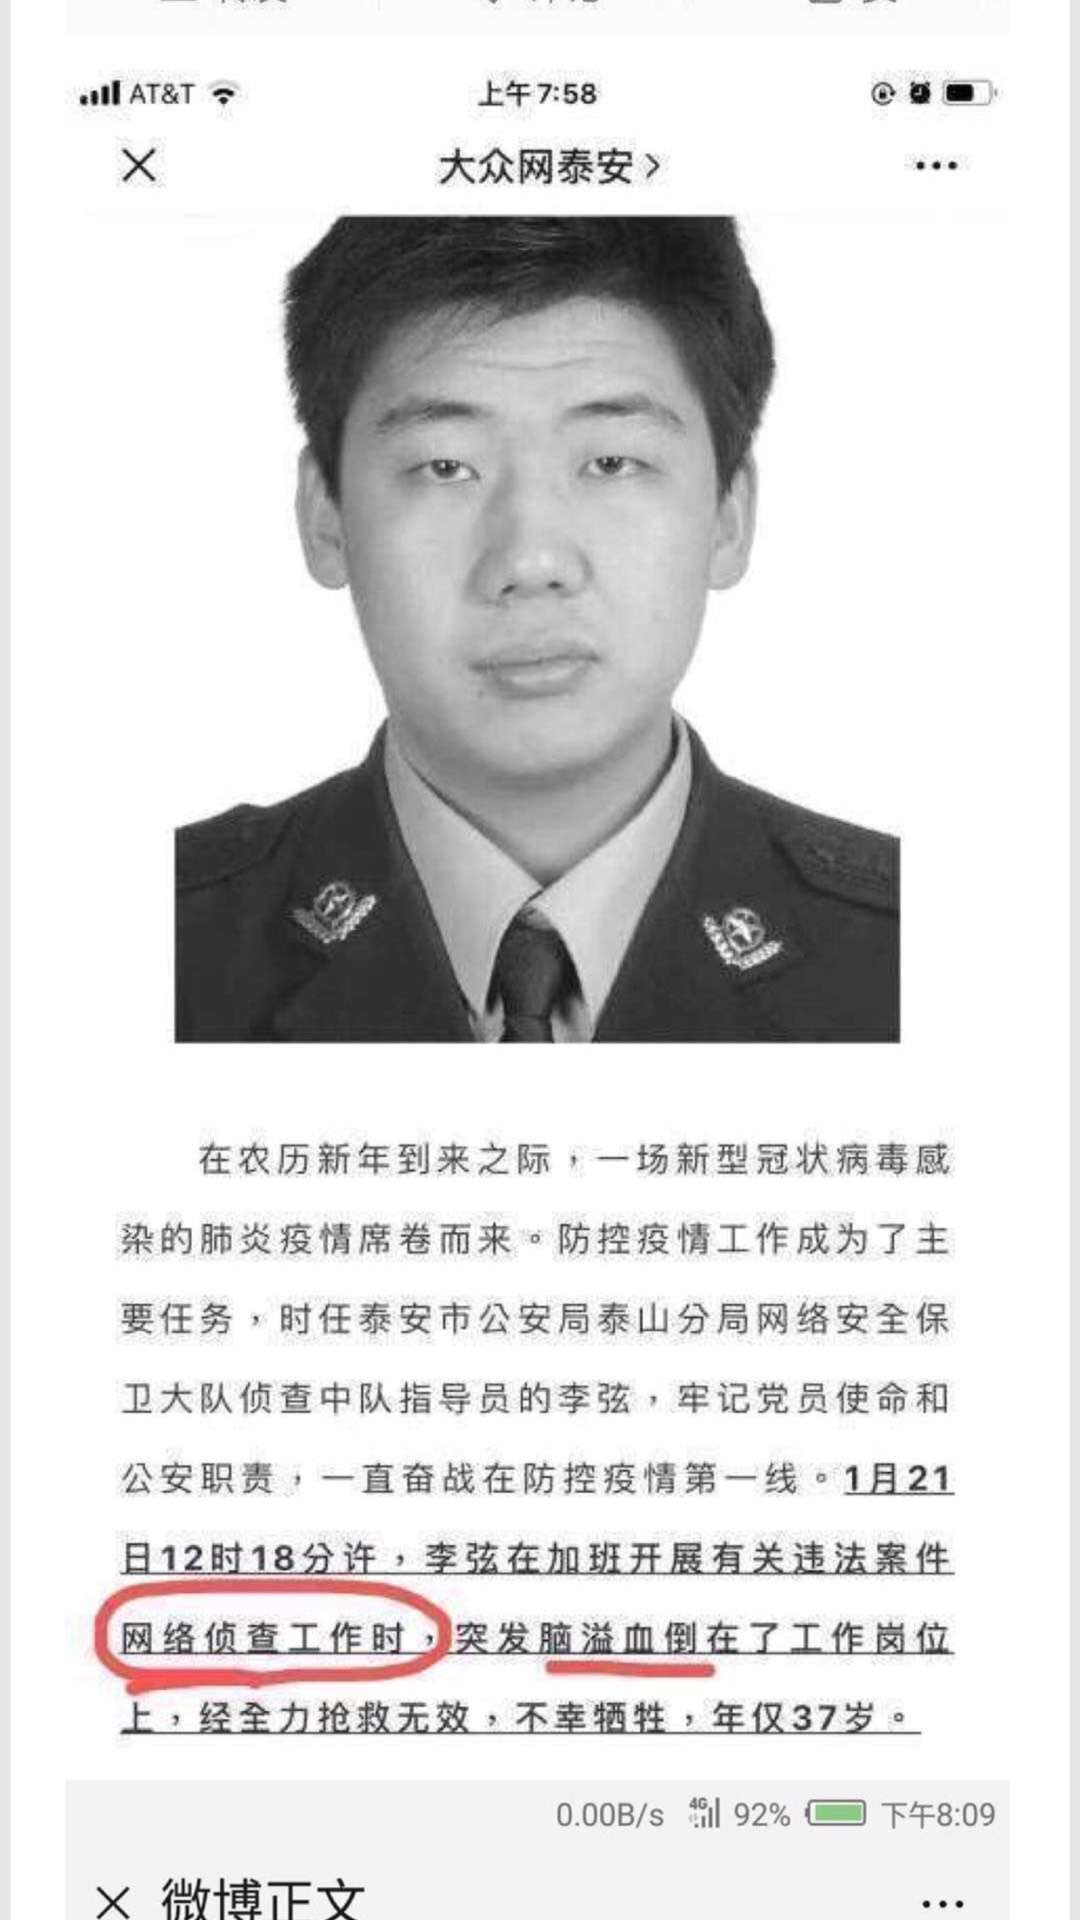 AT&T 上午7:58
大众网泰安
在农历新年到来之际，一场新型冠状病毒感
染的肺炎疫情席卷而来。防控疫情工作成为了主
要任务，时任泰安市公安局泰山分局网络安全保
卫大队侦查中队指导员的李弦，牢记党员使命和
公安职责，一直奋战在防控疫情第一线。1月21
日12时18分许，李弦在加班开展有关违法案件
网络侦查工作时，突发脑溢血倒在了工作岗位
上，经全力抢救无效，不幸牺牲，年仅37岁。
0.00B/s 4G 92% 下午8:09
微博正文